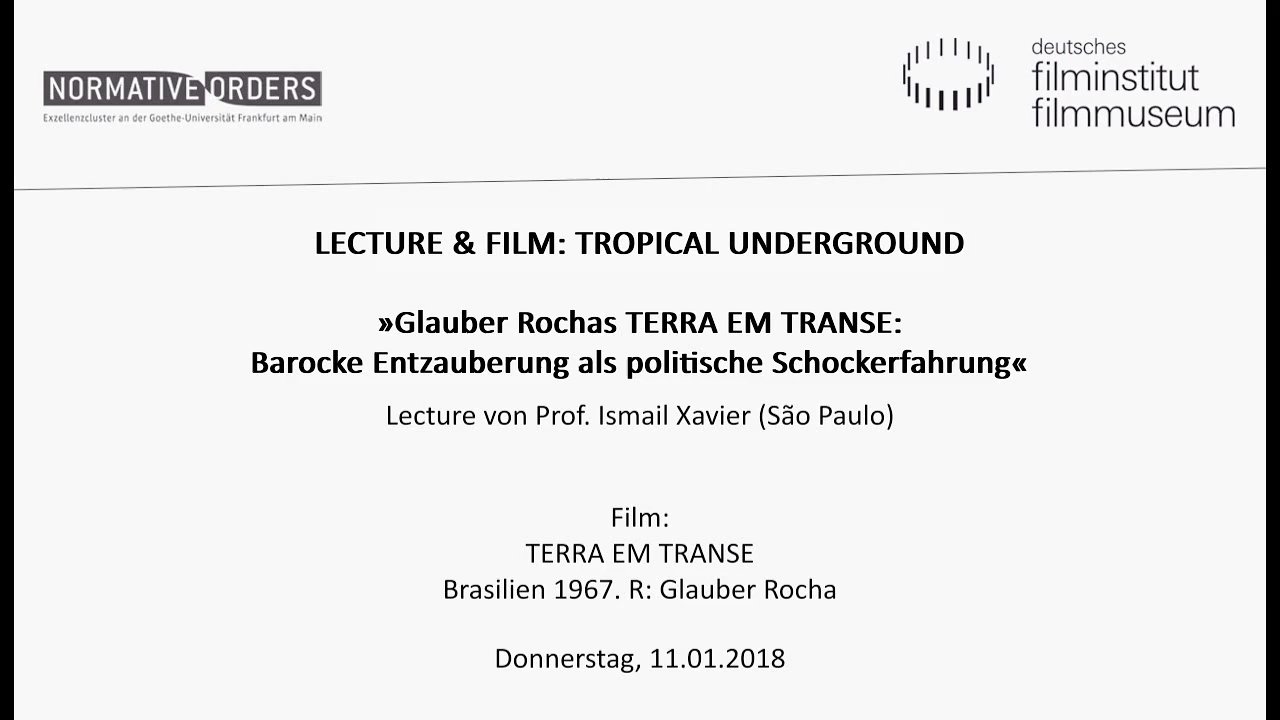 NORMATIVE ORDERS
Exzellenzcluster an der Goethe-Universität Frankfurt am Main
deutsches
filminstitut
filmmuseum
LECTURE & FILM: TROPICAL UNDERGROUND
»Glauber Rochas TERRA EM TRANSE:
Barocke Entzauberung als politische Schockerfahrung«
Lecture von Prof. Ismail Xavier (São Paulo)
Film:
TERRA EM TRANSE
Brasilien 1967. R: Glauber Rocha
Donnerstag, 11.01.2018